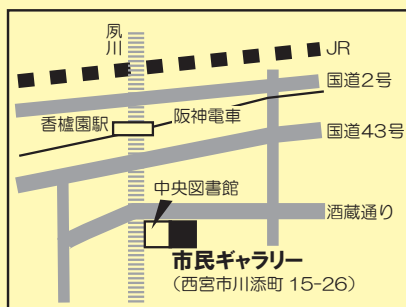 夙川
JR
国道2号
香櫨園駅
阪神電車
国道43号
中央図書館
酒蔵通り
市民ギャラリー
（西宮市川添町 15-26）